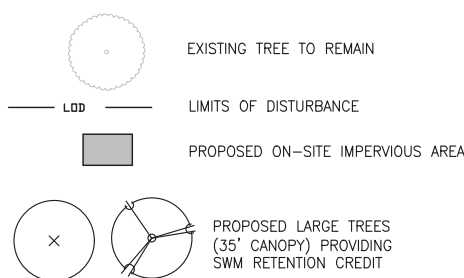 EXISTING TREE TO REMAIN
LOD
LIMITS OF DISTURBANCE
PROPOSED ON-SITE IMPERVIOUS AREA
PROPOSED LARGE TREES
(35' CANOPY) PROVIDING
SWM RETENTION CREDIT